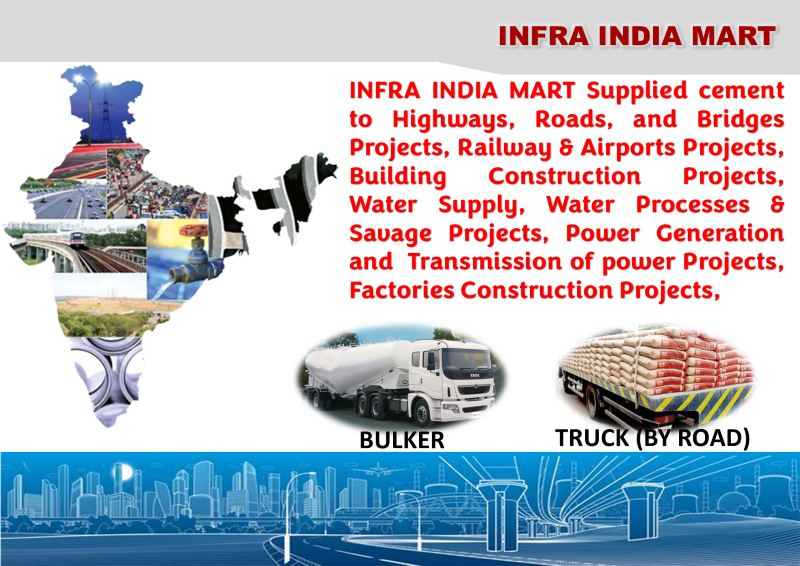 INFRA INDIA MART
INFRA INDIA MART Supplied cement
to Highways, Roads, and Bridges
Projects, Railway & Airports Projects,
Building Construction Projects,
Water Supply, Water Processes &
Savage Projects, Power Generation
and Transmission of power Projects,
Factories Construction Projects,
TATA
BULKER
TRUCK (BY ROAD)